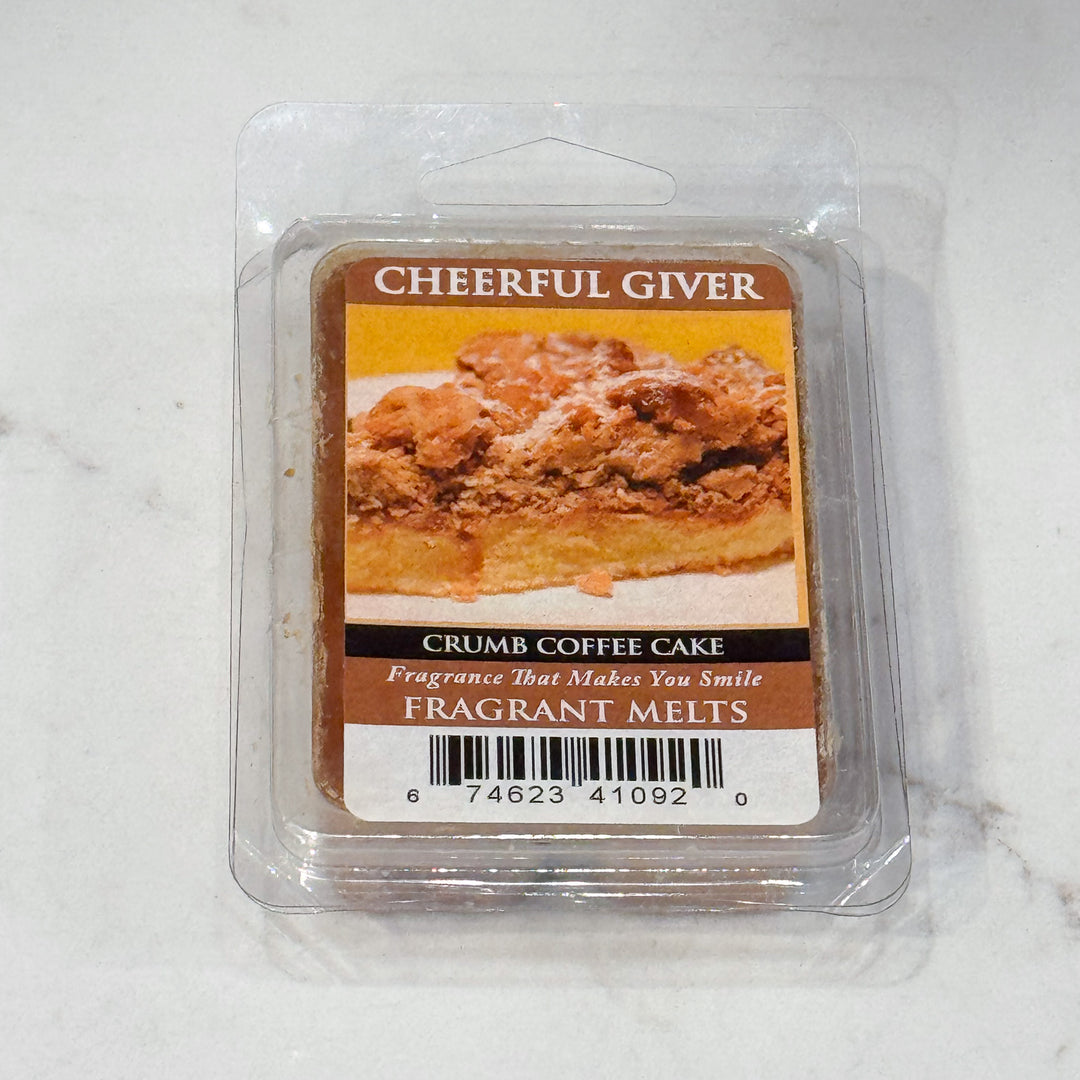 CHEERFUL GIVER
CRUMB COFFEE CAKE
Fragrance That Makes You Smile
FRAGRANT MELTS
6 74623 41092 0